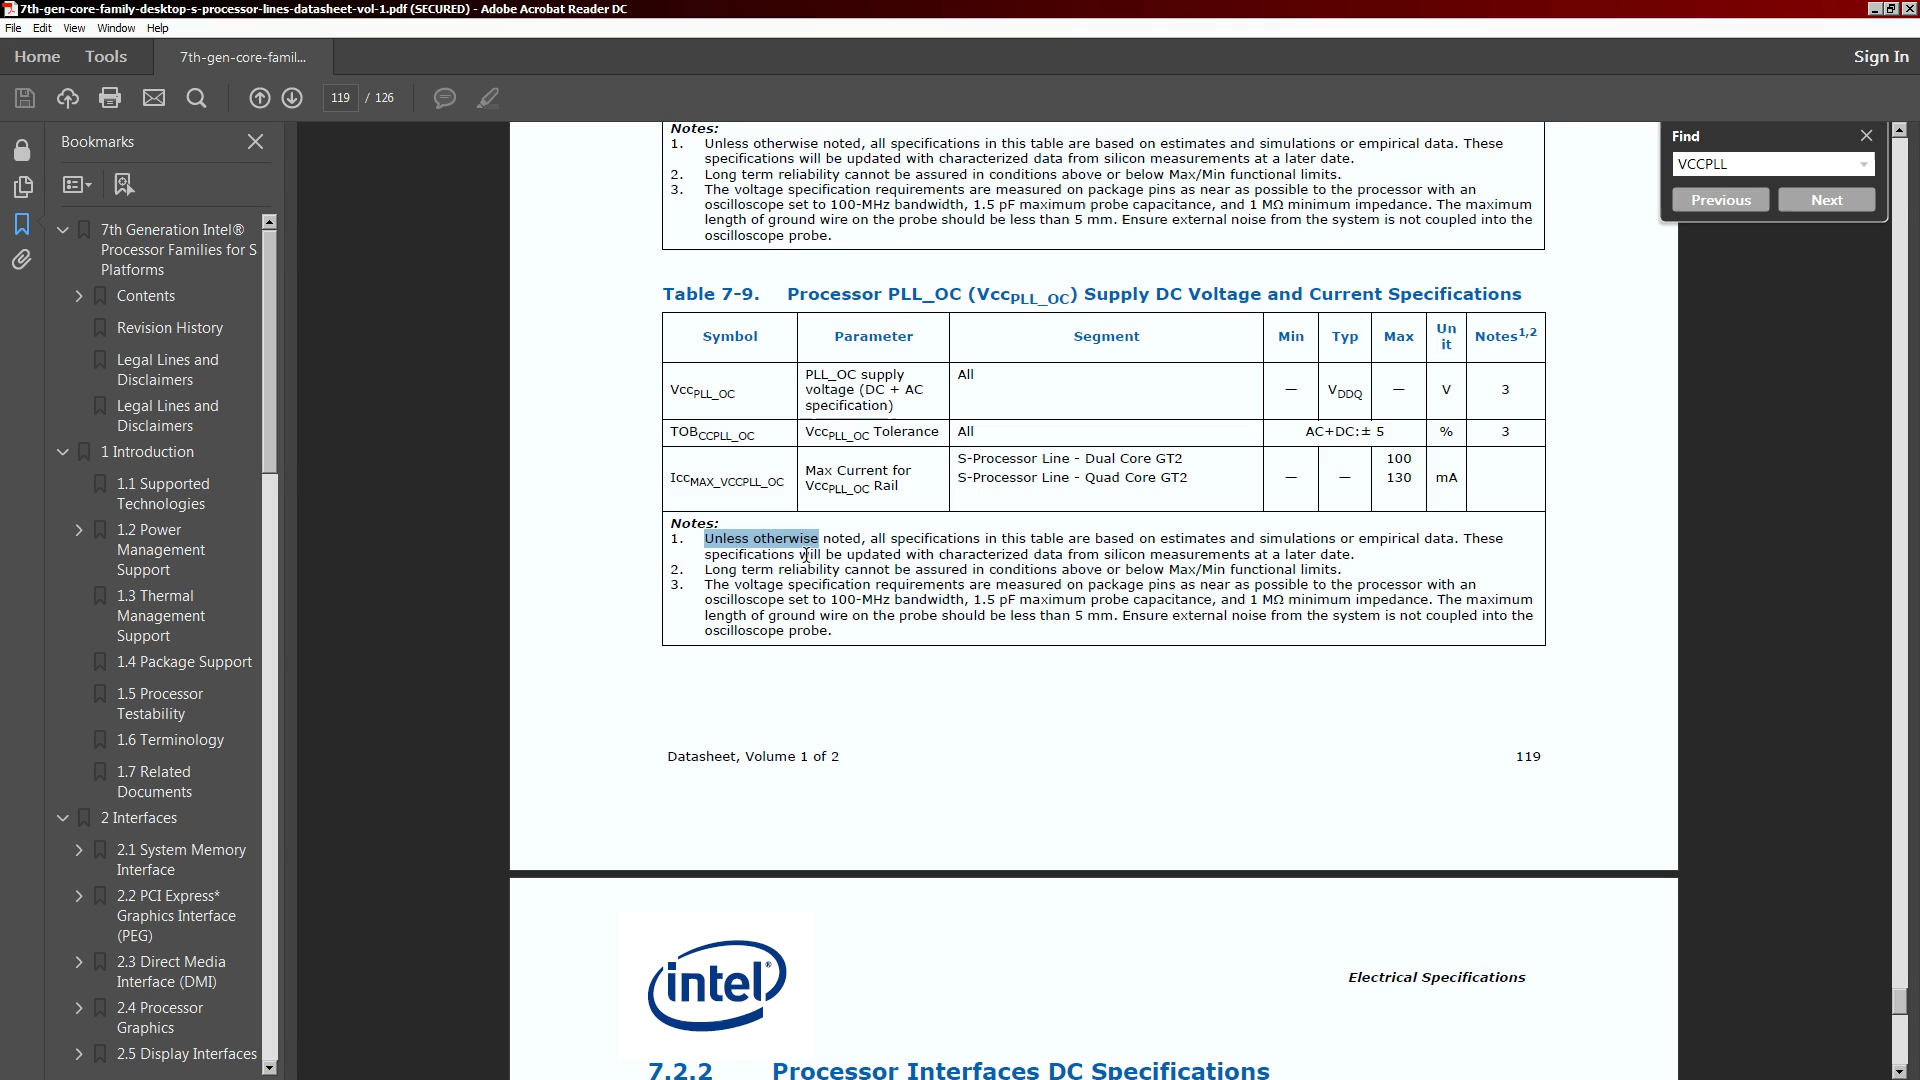 7th-gen-core-family-desktop-s-processor-lines-datasheet-vol-1.pdf (SECURED) - Adobe Acrobat Reader DC
File Edit View Window Help
Home Tools 7th-gen-core-famil... Sign In
119 / 126
Bookmarks
7th Generation Intel®
Processor Families for S
Platforms
Contents
Revision History
Legal Lines and
Disclaimers
Legal Lines and
Disclaimers
1 Introduction
1.1 Supported
Technologies
1.2 Power
Management
Support
1.3 Thermal
Management
Support
1.4 Package Support
1.5 Processor
Testability
1.6 Terminology
1.7 Related
Documents
2 Interfaces
2.1 System Memory
Interface
2.2 PCI Express*
Graphics Interface
(PEG)
2.3 Direct Media
Interface (DMI)
2.4 Processor
Graphics
2.5 Display Interfaces
Notes:
1. Unless otherwise noted, all specifications in this table are based on estimates and simulations or empirical data. These
specifications will be updated with characterized data from silicon measurements at a later date.
2. Long term reliability cannot be assured in conditions above or below Max/Min functional limits.
3. The voltage specification requirements are measured on package pins as near as possible to the processor with an
oscilloscope set to 100-MHz bandwidth, 1.5 pF maximum probe capacitance, and 1 MΩ minimum impedance. The maximum
length of ground wire on the probe should be less than 5 mm. Ensure external noise from the system is not coupled into the
oscilloscope probe.
Table 7-9. Processor PLL_OC (VccPLL_OC) Supply DC Voltage and Current Specifications
Symbol Parameter Segment Min Typ Max Un
it Notes1,2
VccPLL_OC PLL_OC supply
voltage (DC + AC
specification) All — VDDQ — V 3
TOBCCPLL_OC VccPLL_OC Tolerance All AC+DC:± 5 % 3
IccMAX_VCCPLL_OC Max Current for
VccPLL_OC Rail S-Processor Line - Dual Core GT2
S-Processor Line - Quad Core GT2 — — 100
130 mA
Notes:
1. Unless otherwise noted, all specifications in this table are based on estimates and simulations or empirical data. These
specifications will be updated with characterized data from silicon measurements at a later date.
2. Long term reliability cannot be assured in conditions above or below Max/Min functional limits.
3. The voltage specification requirements are measured on package pins as near as possible to the processor with an
oscilloscope set to 100-MHz bandwidth, 1.5 pF maximum probe capacitance, and 1 MΩ minimum impedance. The maximum
length of ground wire on the probe should be less than 5 mm. Ensure external noise from the system is not coupled into the
oscilloscope probe.
Datasheet, Volume 1 of 2 119
intel®
Electrical Specifications
7.2.2 Processor Interfaces DC Specifications
Find
VCCPLL
Previous Next